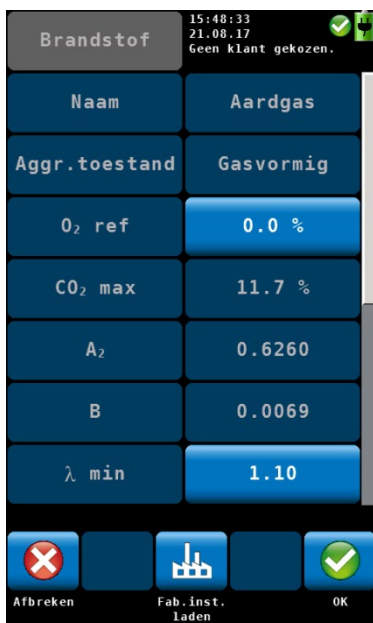 Brandstof
15:48:33
21.08.17
Geen klant gekozen.
Naam Aardgas
Aggr.toestand Gasvormig
O₂ ref 0.0 %
CO₂ max 11.7 %
A₂ 0.6260
B 0.0069
λ min 1.10
Afbreken Fab.inst. OK
laden